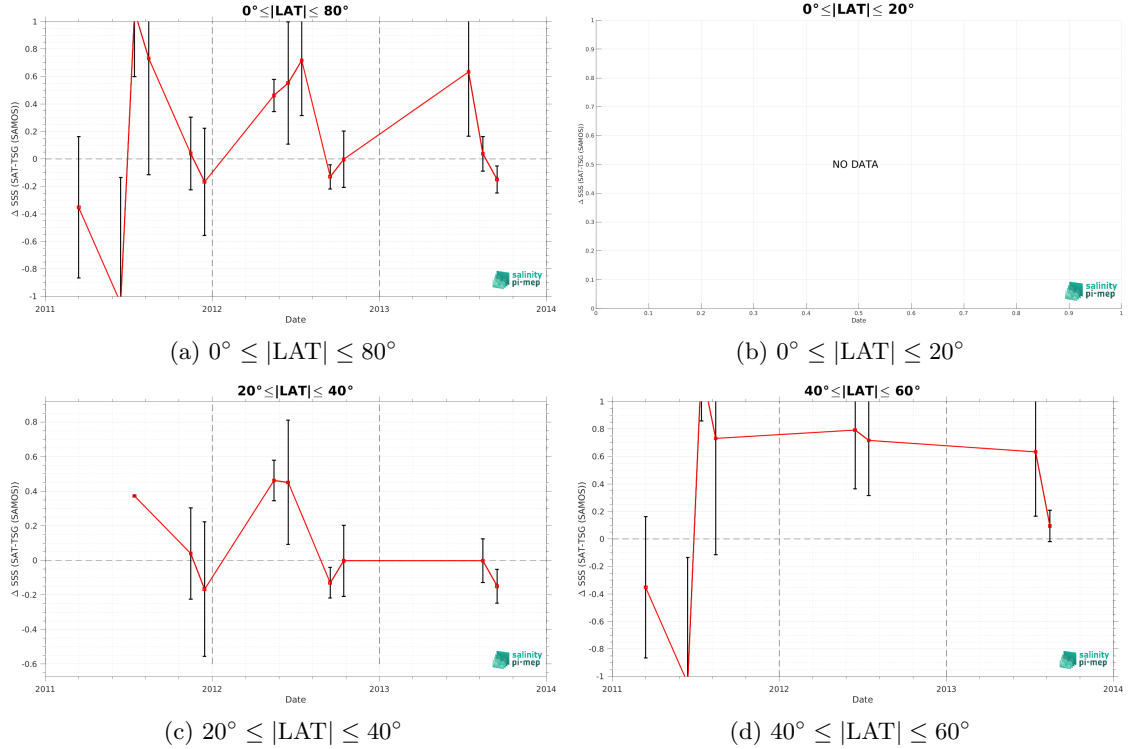 0°≤|LAT|≤ 80°
Δ SSS (SAT-TSG (SAMOS))
1
0.8
0.6
0.4
0.2
0
-0.2
-0.4
-0.6
-0.8
-1
2011
2012
2013
2014
Date
salinity
pi-mep
(a) 0° ≤ |LAT| ≤ 80°
0°≤|LAT|≤ 20°
Δ SSS (SAT-TSG (SAMOS))
1
0.9
0.8
0.7
0.6
0.5
0.4
0.3
0.2
0.1
0
NO DATA
0
0.1
0.2
0.3
0.4
0.5
0.6
0.7
0.8
0.9
1
Date
salinity
pi-mep
(b) 0° ≤ |LAT| ≤ 20°
20°≤|LAT|≤ 40°
Δ SSS (SAT-TSG (SAMOS))
0.8
0.6
0.4
0.2
0
-0.2
-0.4
-0.6
2011
2012
2013
2014
Date
salinity
pi-mep
(c) 20° ≤ |LAT| ≤ 40°
40°≤|LAT|≤ 60°
Δ SSS (SAT-TSG (SAMOS))
1
0.8
0.6
0.4
0.2
0
-0.2
-0.4
-0.6
-0.8
-1
2011
2012
2013
2014
Date
salinity
pi-mep
(d) 40° ≤ |LAT| ≤ 60°